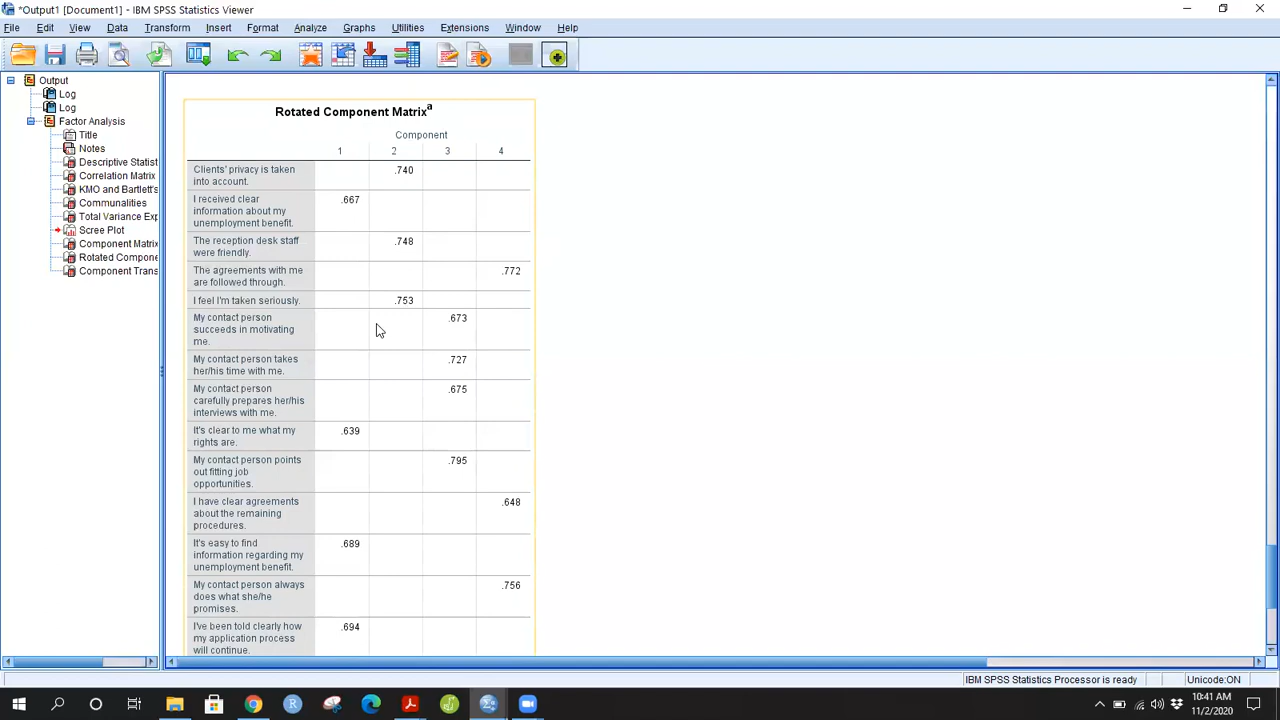 *Output1 [Document1] - IBM SPSS Statistics Viewer
File Edit View Data Transform Insert Format Analyze Graphs Utilities Extensions Window Help
Output
Log
Log
Factor Analysis
Title
Notes
Descriptive Statist
Correlation Matrix
KMO and Bartlett's
Communalities
Total Variance Exp
Scree Plot
Component Matrix
Rotated Compone
Component Trans
Rotated Component Matrixa
Component
1 2 3 4
Clients' privacy is taken .740
into account.
I received clear .667
information about my
unemployment benefit.
The reception desk staff .748
were friendly.
The agreements with me .772
are followed through.
I feel I'm taken seriously. .753
My contact person .673
succeeds in motivating
me.
My contact person takes .727
her/his time with me.
My contact person .675
carefully prepares her/his
interviews with me.
It's clear to me what my .639
rights are.
My contact person points .795
out fitting job
opportunities.
I have clear agreements .648
about the remaining
procedures.
It's easy to find .689
information regarding my
unemployment benefit.
My contact person always .756
does what she/he
promises.
I've been told clearly how .694
my application process
will continue.
IBM SPSS Statistics Processor is ready Unicode:ON
10:41 AM
11/2/2020